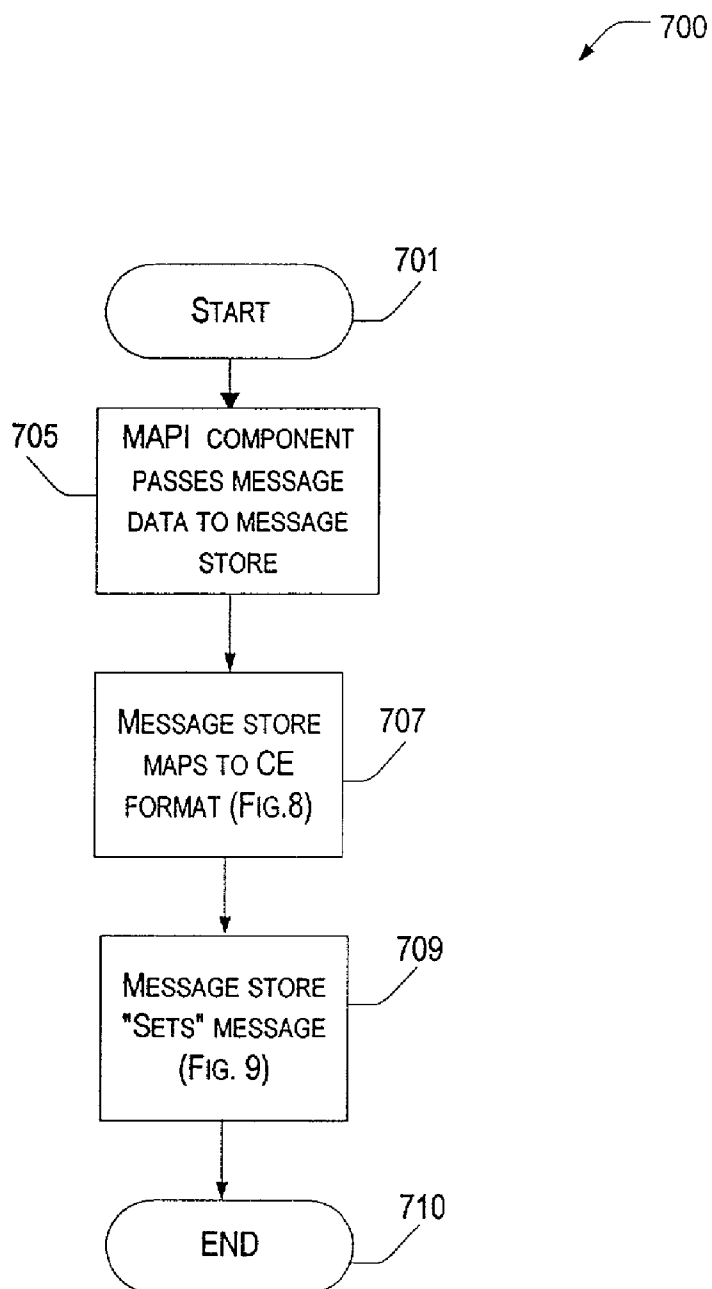 700
701
START
705
MAPI COMPONENT
PASSES MESSAGE
DATA TO MESSAGE
STORE
707
MESSAGE STORE
MAPS TO CE
FORMAT (FIG.8)
709
MESSAGE STORE
"SETS" MESSAGE
(FIG. 9)
710
END